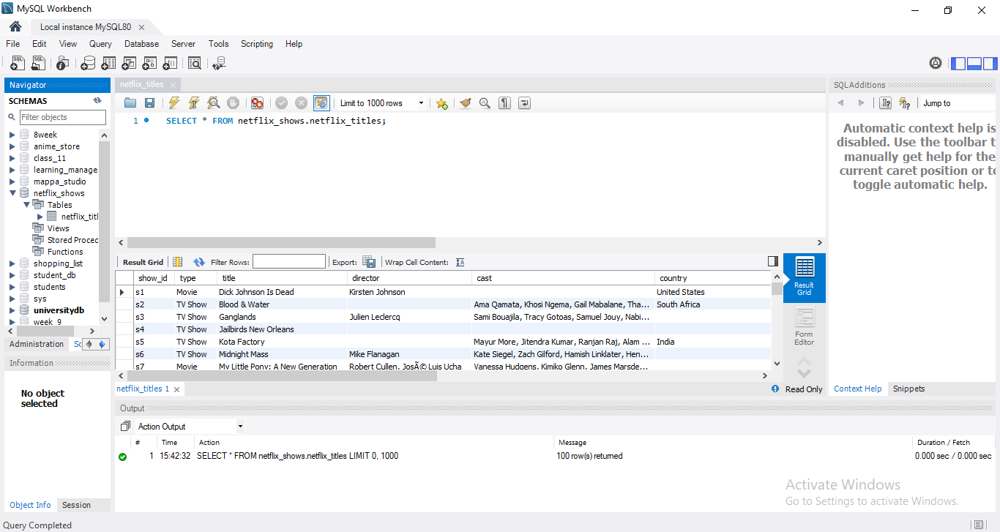 MySQL Workbench
Local instance MySQL80
File Edit View Query Database Server Tools Scripting Help
Navigator
SCHEMAS
Filter objects
8week
anime_store
class_11
learning_manage
mappa_studio
netflix_shows
Tables
netflix_titl
Views
Stored Proced
Functions
shopping_list
student_db
students
sys
universitydb
week_9
Administration Sc
Information
No object
selected
Object Info Session
netflix_titles
Limit to 1000 rows
1 SELECT * FROM netflix_shows.netflix_titles;
Result Grid Filter Rows: Export: Wrap Cell Content:
show_id type title director cast country
s1 Movie Dick Johnson Is Dead Kirsten Johnson United States
s2 TV Show Blood & Water Ama Qamata, Khosi Ngema, Gail Mabalane, Tha... South Africa
s3 TV Show Ganglands Julien Leclercq Sami Bouajila, Tracy Gotoas, Samuel Jouy, Nabi...
s4 TV Show Jailbirds New Orleans
s5 TV Show Kota Factory Mayur More, Jitendra Kumar, Ranjan Raj, Alam ... India
s6 TV Show Midnight Mass Mike Flanagan Kate Siegel, Zach Gilford, Hamish Linklater, Hen...
s7 Movie My Little Pony: A New Generation Robert Cullen, JosÃ© Luis Ucha Vanessa Hudgens, Kimiko Glenn, James Marsde...
Result
Grid
Form
Editor
netflix_titles 1
Read Only
SQLAdditions
Jump to
Automatic context help is
disabled. Use the toolbar t
manually get help for the
current caret position or to
toggle automatic help.
Context Help Snippets
Output
Action Output
# Time Action Message Duration / Fetch
1 15:42:32 SELECT * FROM netflix_shows.netflix_titles LIMIT 0, 1000 100 row(s) returned 0.000 sec / 0.000 sec
Activate Windows
Go to Settings to activate Windows.
Query Completed